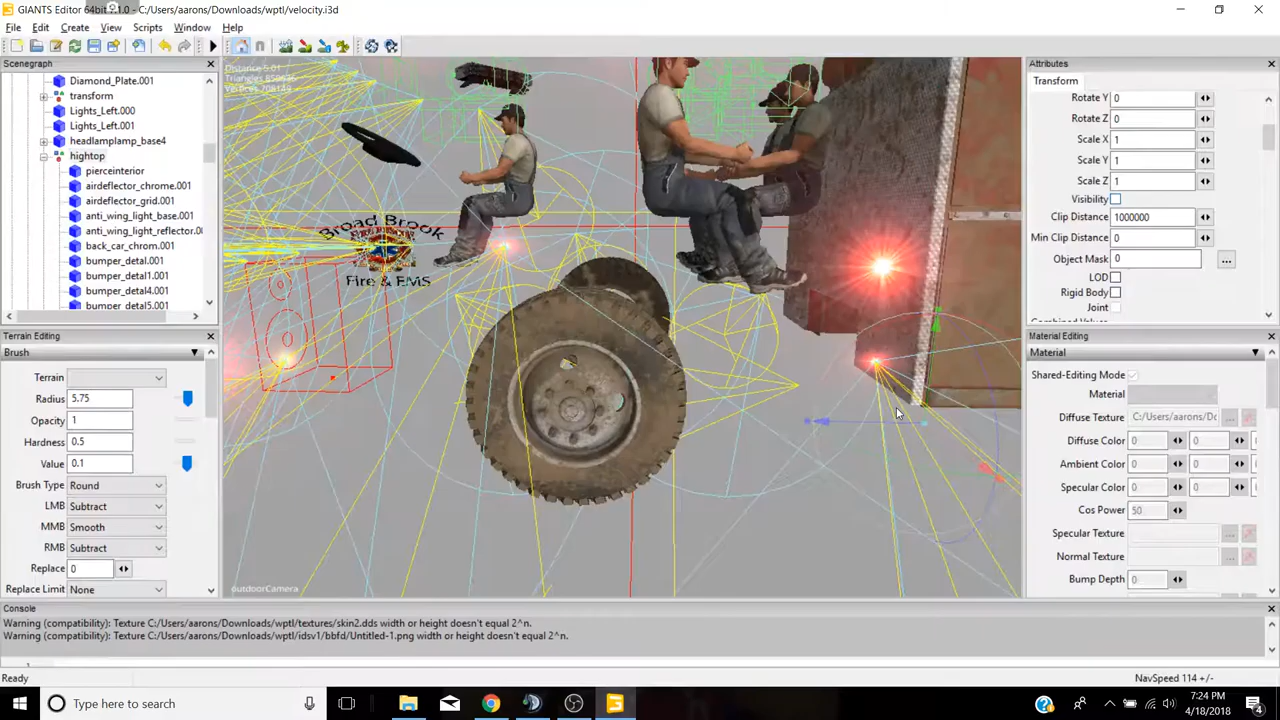 GIANTS Editor 64bit 7.1.0 - C:/Users/aarons/Downloads/wptl/velocity.i3d
File Edit Create View Scripts Window Help
Scenegraph
Diamond_Plate.001
transform
Lights_Left.000
Lights_Left.001
headlamplamp_base4
hightop
pierceinterior
airdeflector_chrome.001
airdeflector_grid.001
anti_wing_light_base.001
anti_wing_light_reflector.0
back_car_chrom.001
bumper_detal.001
bumper_detal1.001
bumper_detal4.001
bumper_detal5.001
Terrain Editing
Brush
Terrain
Radius 5.75
Opacity 1
Hardness 0.5
Value 0.1
Brush Type Round
LMB Subtract
MMB Smooth
RMB Subtract
Replace 0
Replace Limit None
Distance 5.01
Broad Brook
Fire & EMS
outdoorCamera
Attributes
Transform
Rotate Y 0
Rotate Z 0
Scale X 1
Scale Y 1
Scale Z 1
Visibility
Clip Distance 1000000
Min Clip Distance 0
Object Mask 0 ...
LOD
Rigid Body
Joint
Material Editing
Material
Shared-Editing Mode
Material
Diffuse Texture C:/Users/aarons/Dc ...
Diffuse Color 0 0
Ambient Color 0 0
Specular Color 0 0
Cos Power 50
Specular Texture ...
Normal Texture ...
Bump Depth 0
Console
Warning (compatibility): Texture C:/Users/aarons/Downloads/wptl/textures/skin2.dds width or height doesn't equal 2^n.
Warning (compatibility): Texture C:/Users/aarons/Downloads/wptl/idsv1/bbfd/Untitled-1.png width or height doesn't equal 2^n.
1
Ready
NavSpeed 114 +/-
Type here to search
7:24 PM
4/18/2018
4